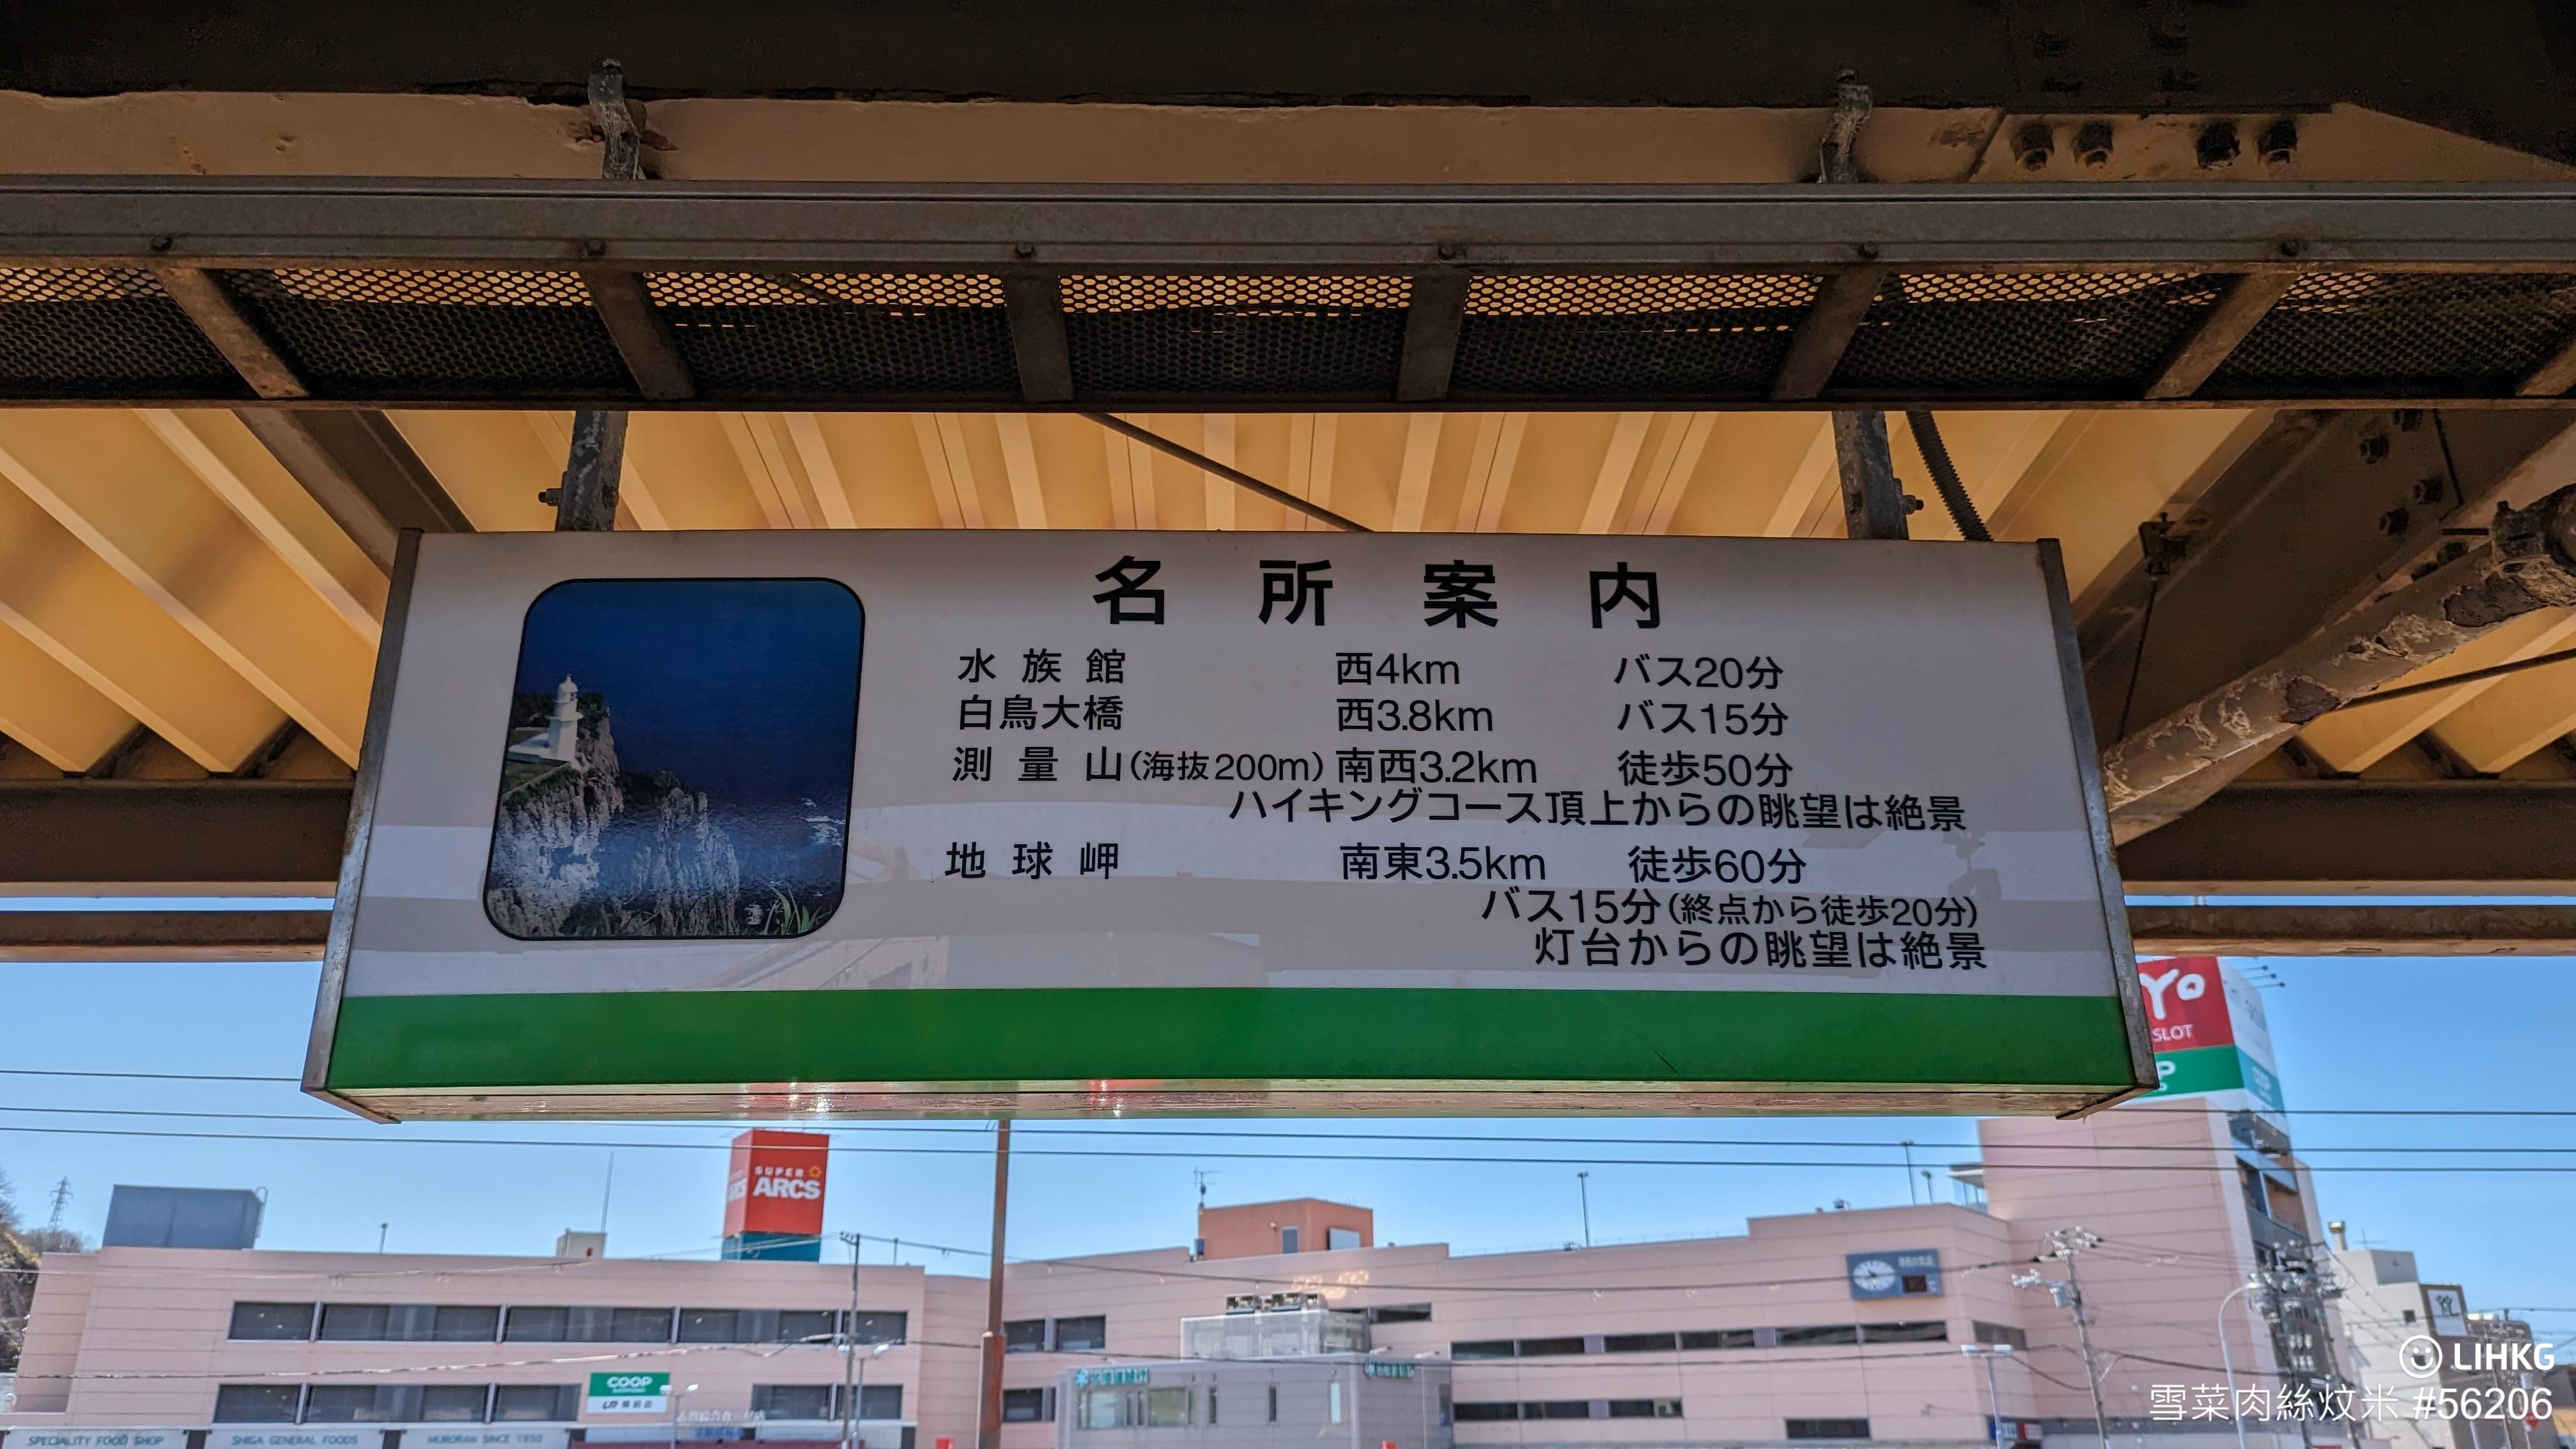 名所案内
水族館 西4km バス20分
白鳥大橋 西3.8km バス15分
測量山(海抜200m) 南西3.2km 徒歩50分
ハイキングコース頂上からの眺望は絶景
地球岬 南東3.5km 徒歩60分
バス15分(終点から徒歩20分)
灯台からの眺望は絶景
YO
SLOT
SUPER
ARCS
COOP
SPECIALITY FOOD SHOP
SHIGA GENERAL FOODS
MURORAN SINCE 1950
LIHKG
雪菜肉絲炆米 #56206